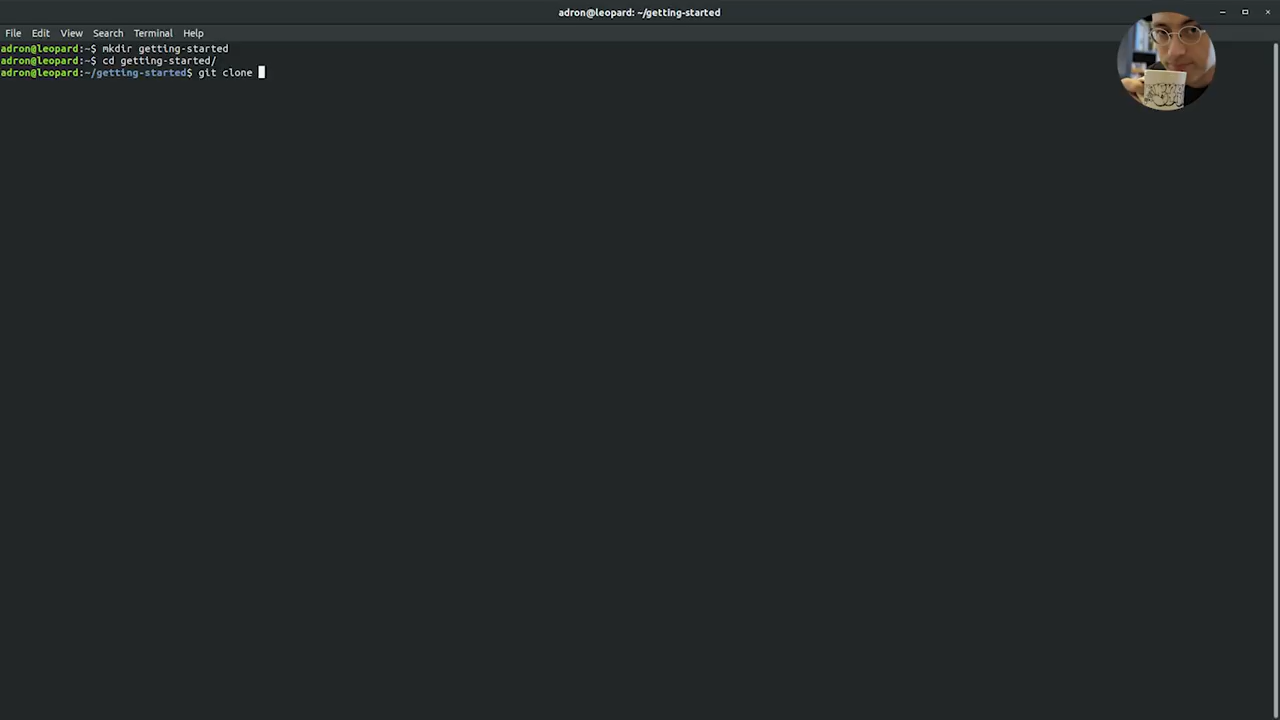 adron@leopard: ~/getting-started
File Edit View Search Terminal Help
adron@leopard:~$ mkdir getting-started
adron@leopard:~$ cd getting-started/
adron@leopard:~/getting-started$ git clone